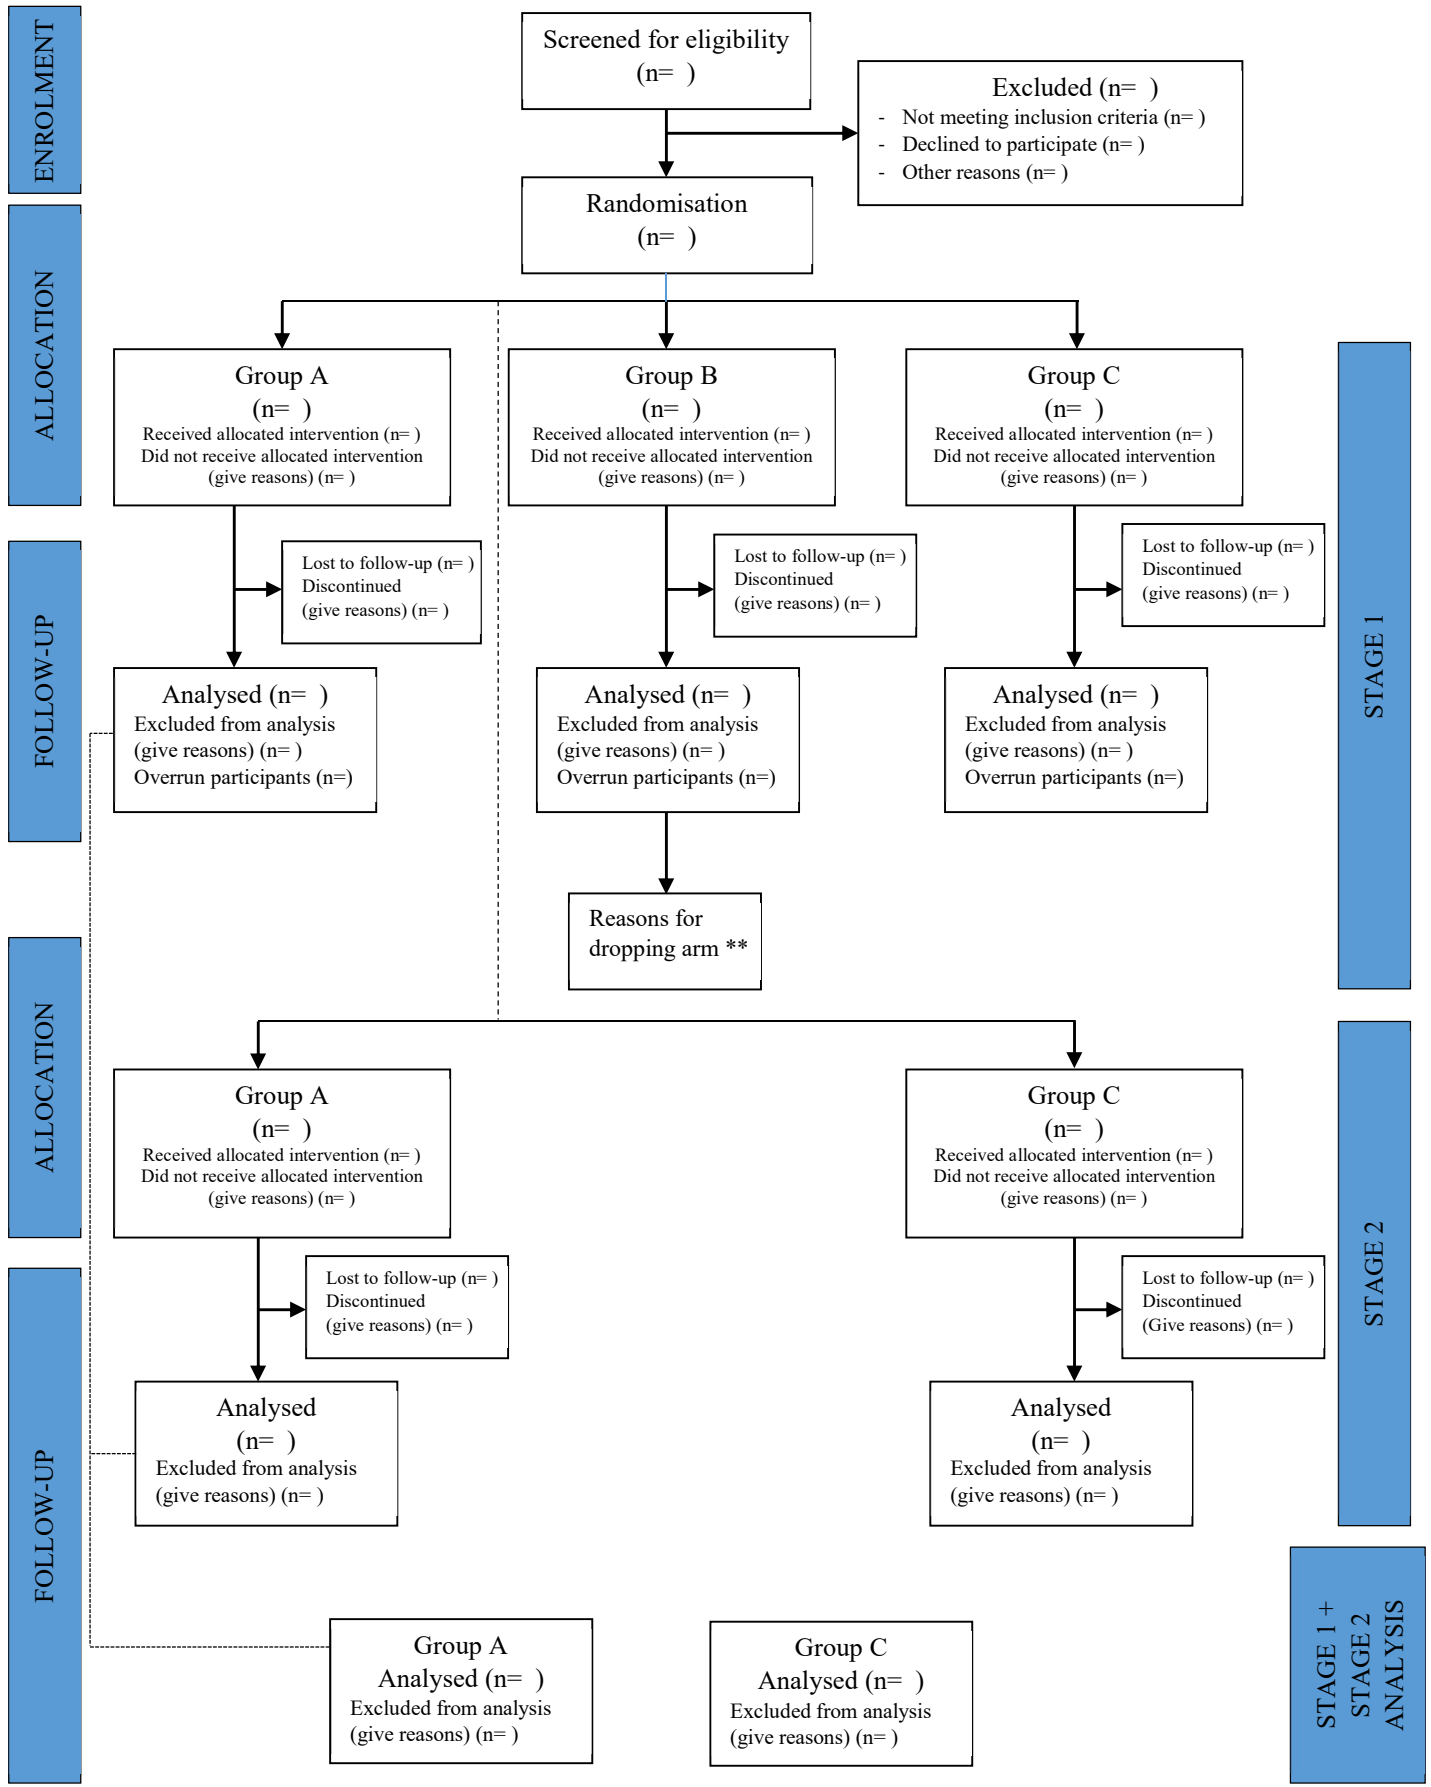 ENROLMENT
Screened for eligibility
(n=  )
Excluded (n=  )
- Not meeting inclusion criteria (n= )
- Declined to participate (n= )
- Other reasons (n= )
Randomisation
(n=  )
ALLOCATION
Group A
(n=  )
Received allocated intervention (n= )
Did not receive allocated intervention
(give reasons) (n= )
Group B
(n=  )
Received allocated intervention (n= )
Did not receive allocated intervention
(give reasons) (n= )
Group C
(n=  )
Received allocated intervention (n= )
Did not receive allocated intervention
(give reasons) (n= )
STAGE 1
FOLLOW-UP
Lost to follow-up (n= )
Discontinued
(give reasons) (n= )
Lost to follow-up (n= )
Discontinued
(give reasons) (n= )
Lost to follow-up (n= )
Discontinued
(give reasons) (n= )
Analysed (n=  )
Excluded from analysis
(give reasons) (n= )
Overrun participants (n=)
Analysed (n=  )
Excluded from analysis
(give reasons) (n= )
Overrun participants (n=)
Analysed (n=  )
Excluded from analysis
(give reasons) (n= )
Overrun participants (n=)
Reasons for
dropping arm **
ALLOCATION
Group A
(n=  )
Received allocated intervention (n= )
Did not receive allocated intervention
(give reasons) (n= )
Group C
(n=  )
Received allocated intervention (n= )
Did not receive allocated intervention
(give reasons) (n= )
STAGE 2
FOLLOW-UP
Lost to follow-up (n= )
Discontinued
(give reasons) (n= )
Lost to follow-up (n= )
Discontinued
(Give reasons) (n= )
Analysed
(n=  )
Excluded from analysis
(give reasons) (n= )
Analysed
(n=  )
Excluded from analysis
(give reasons) (n= )
Group A
Analysed (n=  )
Excluded from analysis
(give reasons) (n= )
Group C
Analysed (n=  )
Excluded from analysis
(give reasons) (n= )
STAGE 1 +
STAGE 2
ANALYSIS